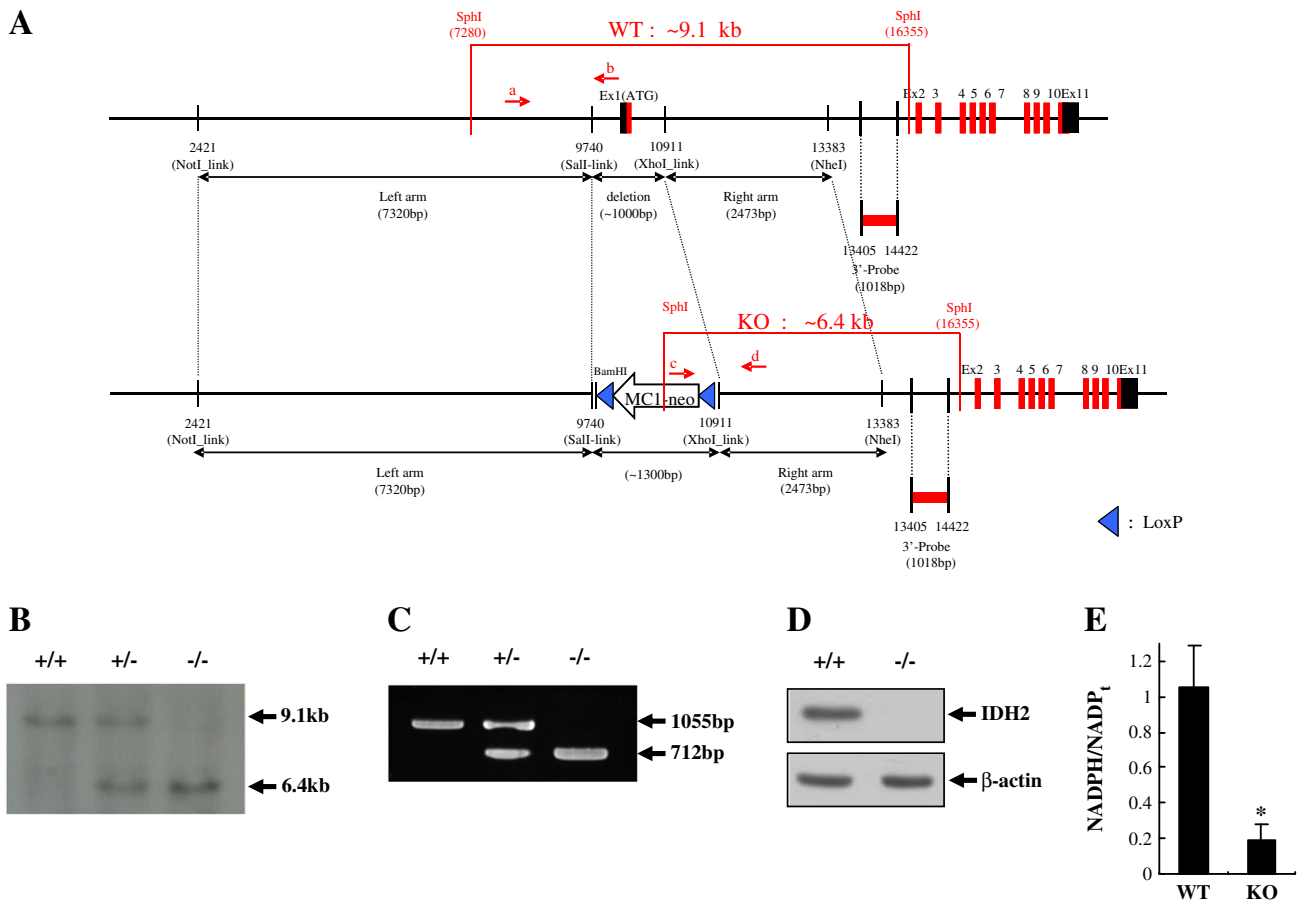 A
SphI
(7280)
WT : ~9.1 kb
SphI
(16355)
a
b
Ex1(ATG)
Ex2 3 4 5 6 7 8 9 10 Ex11
2421
(NotI_link)
9740
(SalI-link)
10911
(XhoI_link)
13383
(NheI)
Left arm
(7320bp)
deletion
(~1000bp)
Right arm
(2473bp)
13405 14422
3’-Probe
(1018bp)
SphI
KO : ~6.4 kb
SphI
(16355)
c
d
BamHI
MC1-neo
Ex2 3 4 5 6 7 8 9 10 Ex11
2421
(NotI_link)
9740
(SalI-link)
10911
(XhoI_link)
13383
(NheI)
Left arm
(7320bp)
(~1300bp)
Right arm
(2473bp)
13405 14422
3’-Probe
(1018bp)
: LoxP
B
+/+ +/- -/-
9.1kb
6.4kb
C
+/+ +/- -/-
1055bp
712bp
D
+/+ -/-
IDH2
β-actin
E
NADPH/NADPt
1.2
1
0.8
0.6
0.4
0.2
0
*
WT KO